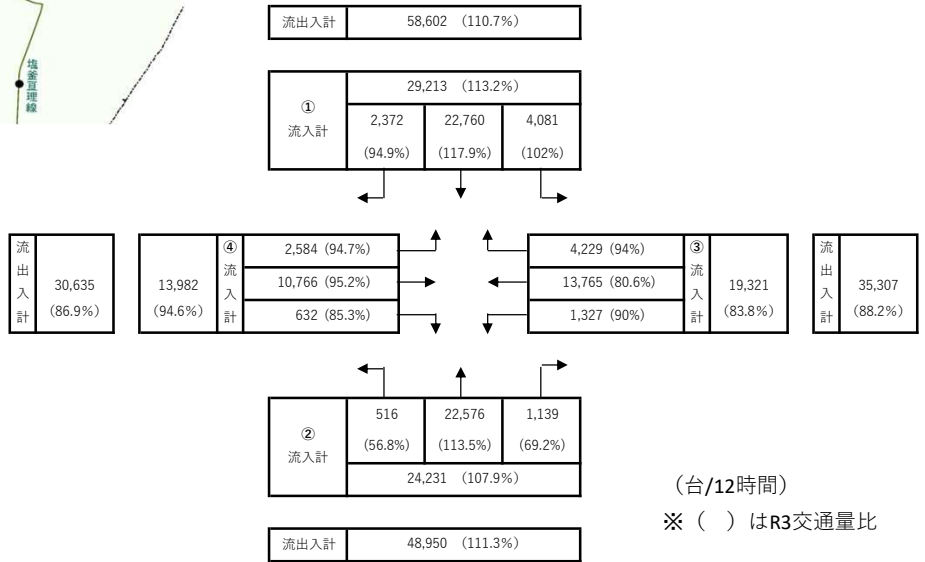 塩釜亘理線
流出入計 58,602 (110.7%)
① 流入計
29,213 (113.2%)
2,372 22,760 4,081
(94.9%) (117.9%) (102%)
流出入計
30,635
(86.9%)
13,982
(94.6%)
④流入計
2,584 (94.7%)
10,766 (95.2%)
632 (85.3%)
4,229 (94%)
13,765 (80.6%)
1,327 (90%)
③流入計
19,321
(83.8%)
流出入計
35,307
(88.2%)
② 流入計
516 22,576 1,139
(56.8%) (113.5%) (69.2%)
24,231 (107.9%)
(台/12時間)
※( )はR3交通量比
流出入計 48,950 (111.3%)